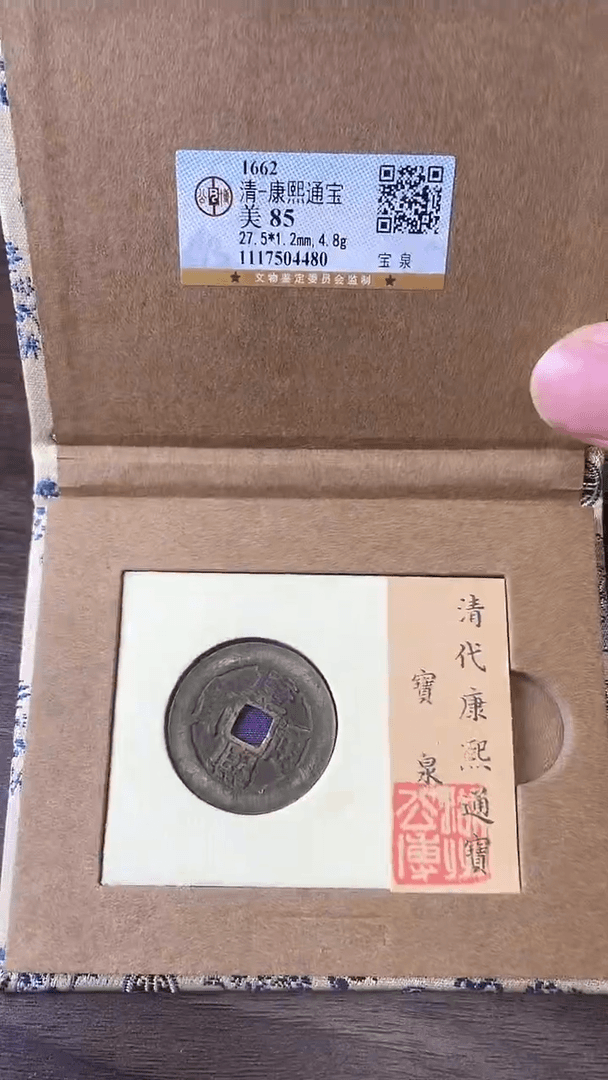 1662
清-康熙通宝
美 85
27.5*1.2mm,4.8g
1117504480
宝 泉
★ 文物鉴定委员会监制 ★
清代康熙通寶
寶泉